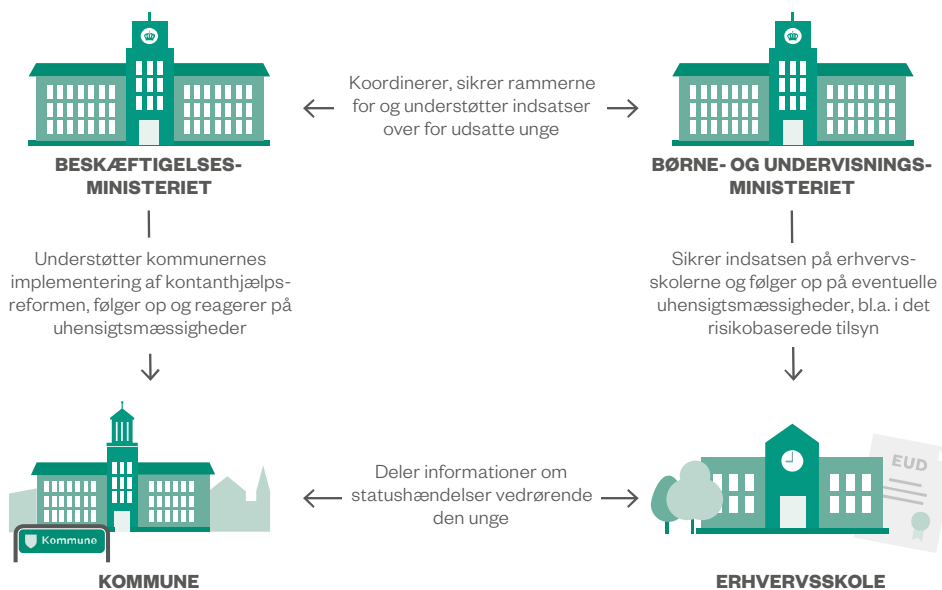 Koordinerer, sikrer rammerne
for og understøtter indsatser
over for udsatte unge
BESKÆFTIGELSES-
MINISTERIET
BØRNE- OG UNDERVISNINGS-
MINISTERIET
Understøtter kommunernes
implementering af kontanthjælps-
reformen, følger op og reagerer på
uhensigtsmæssigheder
Sikrer indsatsen på erhvervs-
skolerne og følger op på eventuelle
uhensigtsmæssigheder, bl.a. i det
risikobaserede tilsyn
Deler informationer om
statushændelser vedrørende
den unge
Kommune
EUD
KOMMUNE
ERHVERVSSKOLE